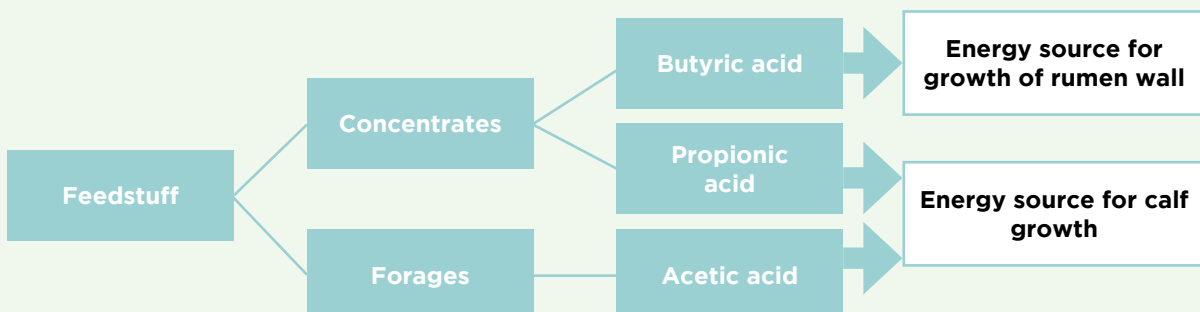 Feedstuff
Concentrates
Forages
Butyric acid
Propionic
acid
Acetic acid
Energy source for
growth of rumen wall
Energy source for calf
growth